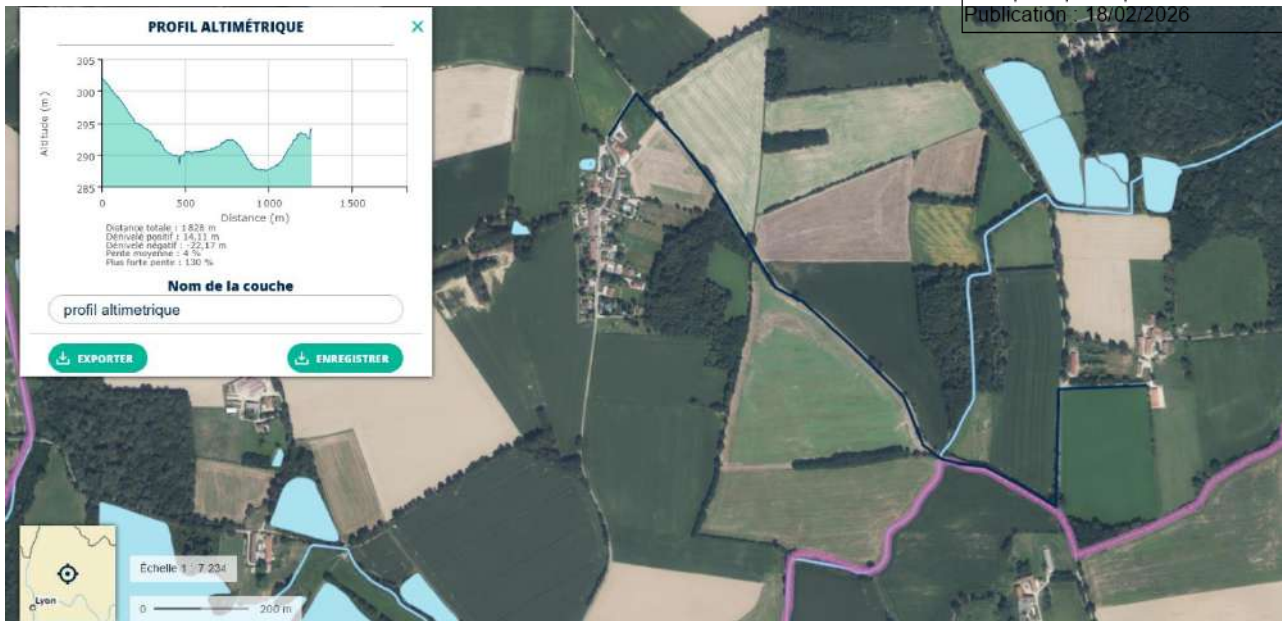 Publication : 18/02/2026
PROFIL ALTIMÉTRIQUE
305
300
295
290
285
Altitude (m)
0 500 1000 1500
Distance (m)
Distance totale : 1 828 m
Dénivelé positif : 14,11 m
Dénivelé négatif : -22,17 m
Pente moyenne : 4 %
Plus forte pente : 130 %
Nom de la couche
profil altimetrique
EXPORTER
ENREGISTRER
Échelle 1 : 7 234
Lyon
0 200 m